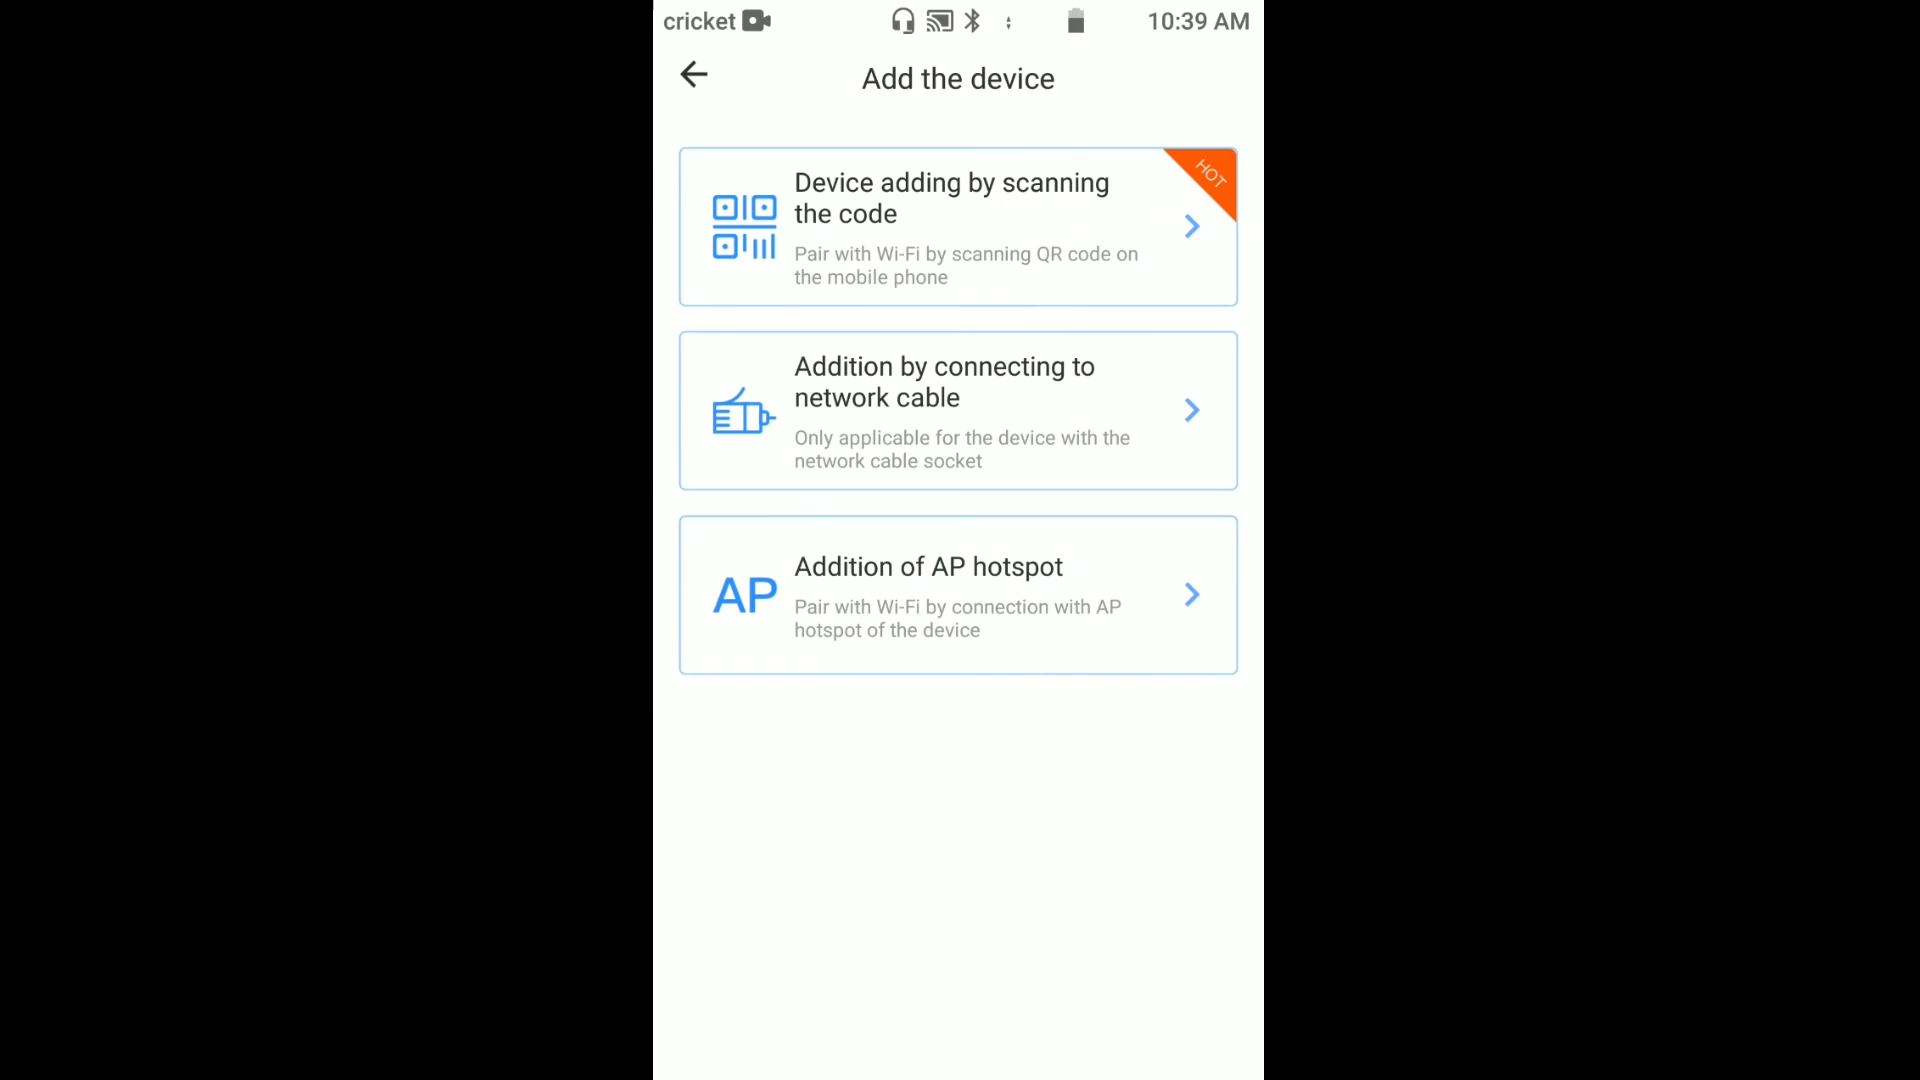 cricket
10:39 AM
Add the device
HOT
Device adding by scanning
the code
Pair with Wi-Fi by scanning QR code on
the mobile phone
Addition by connecting to
network cable
Only applicable for the device with the
network cable socket
AP
Addition of AP hotspot
Pair with Wi-Fi by connection with AP
hotspot of the device